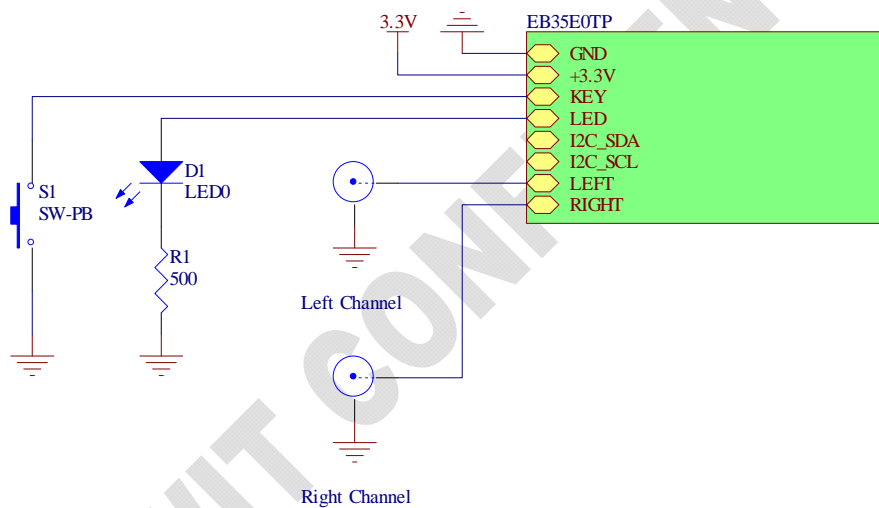 3.3V
EB35E0TP
GND
+3.3V
KEY
LED
I2C_SDA
I2C_SCL
LEFT
RIGHT
S1
SW-PB
D1
LED0
R1
500
Left Channel
Right Channel